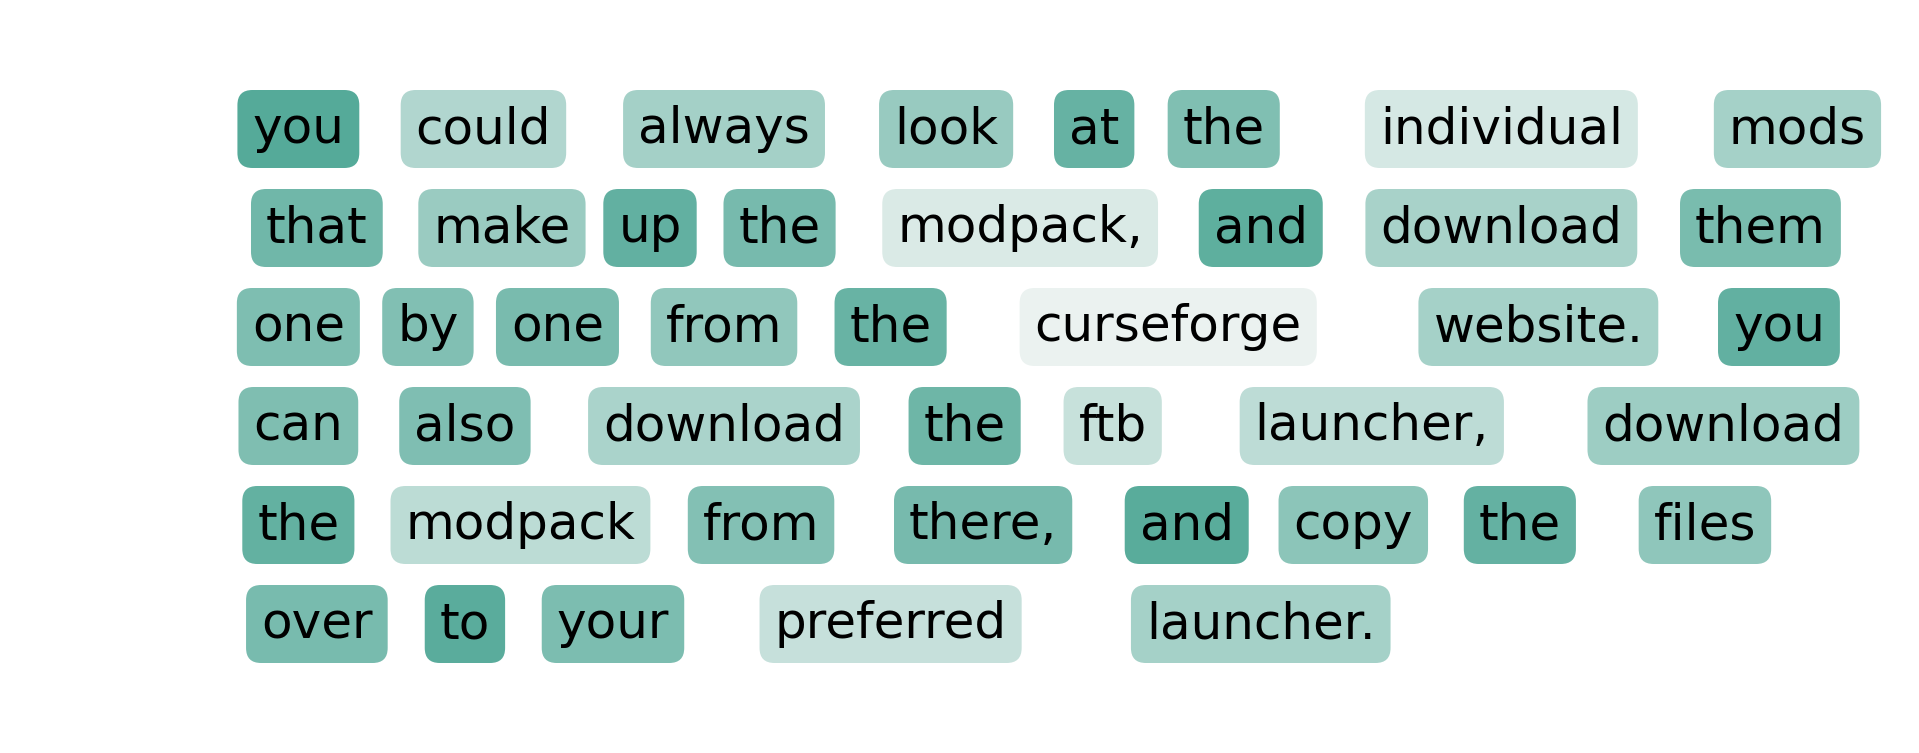 you could always look at the individual mods
that make up the modpack, and download them
one by one from the curseforge website. you
can also download the ftb launcher, download
the modpack from there, and copy the files
over to your preferred launcher.